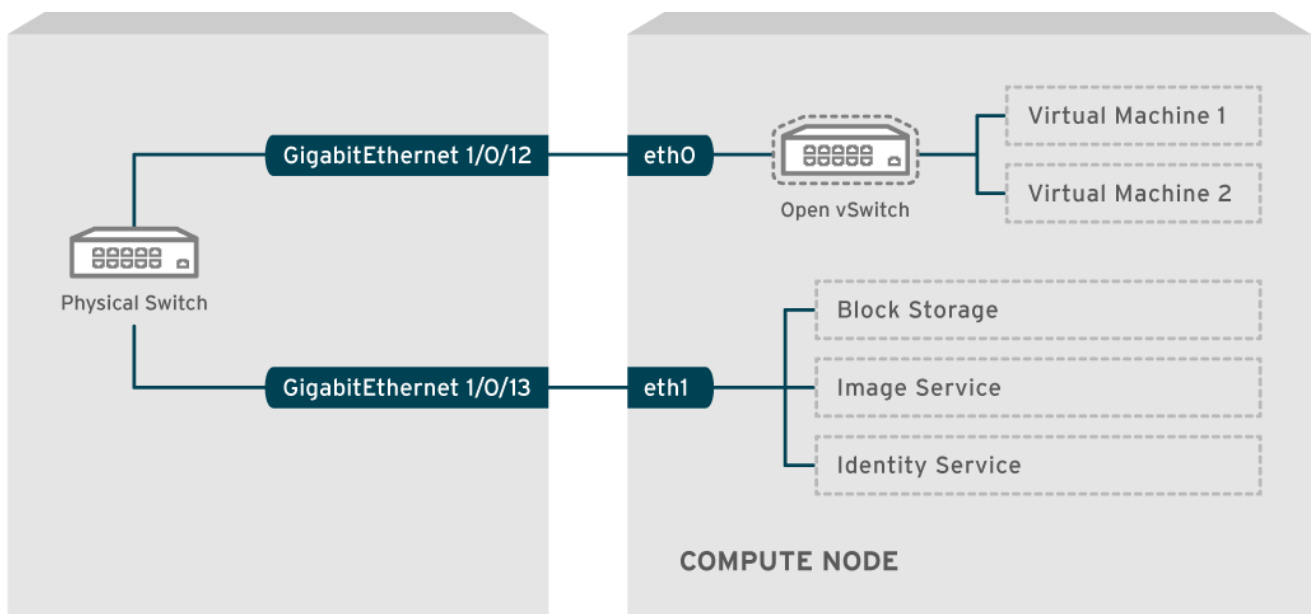 GigabitEthernet 1/0/12
eth0
Open vSwitch
Virtual Machine 1
Virtual Machine 2
Physical Switch
GigabitEthernet 1/0/13
eth1
Block Storage
Image Service
Identity Service
COMPUTE NODE